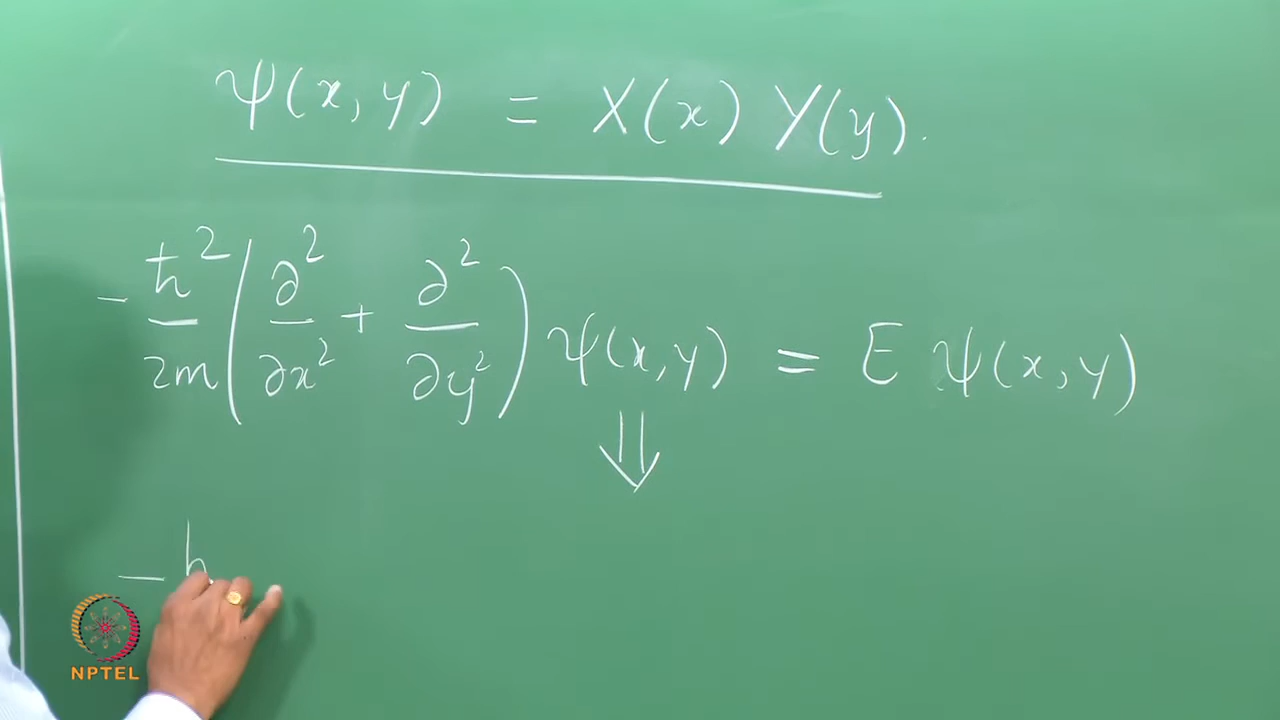 ψ(x, y) = X(x) Y(y).
-ħ²/2m (∂²/∂x² + ∂²/∂y²) ψ(x, y) = E ψ(x, y)
⇓
- h
NPTEL